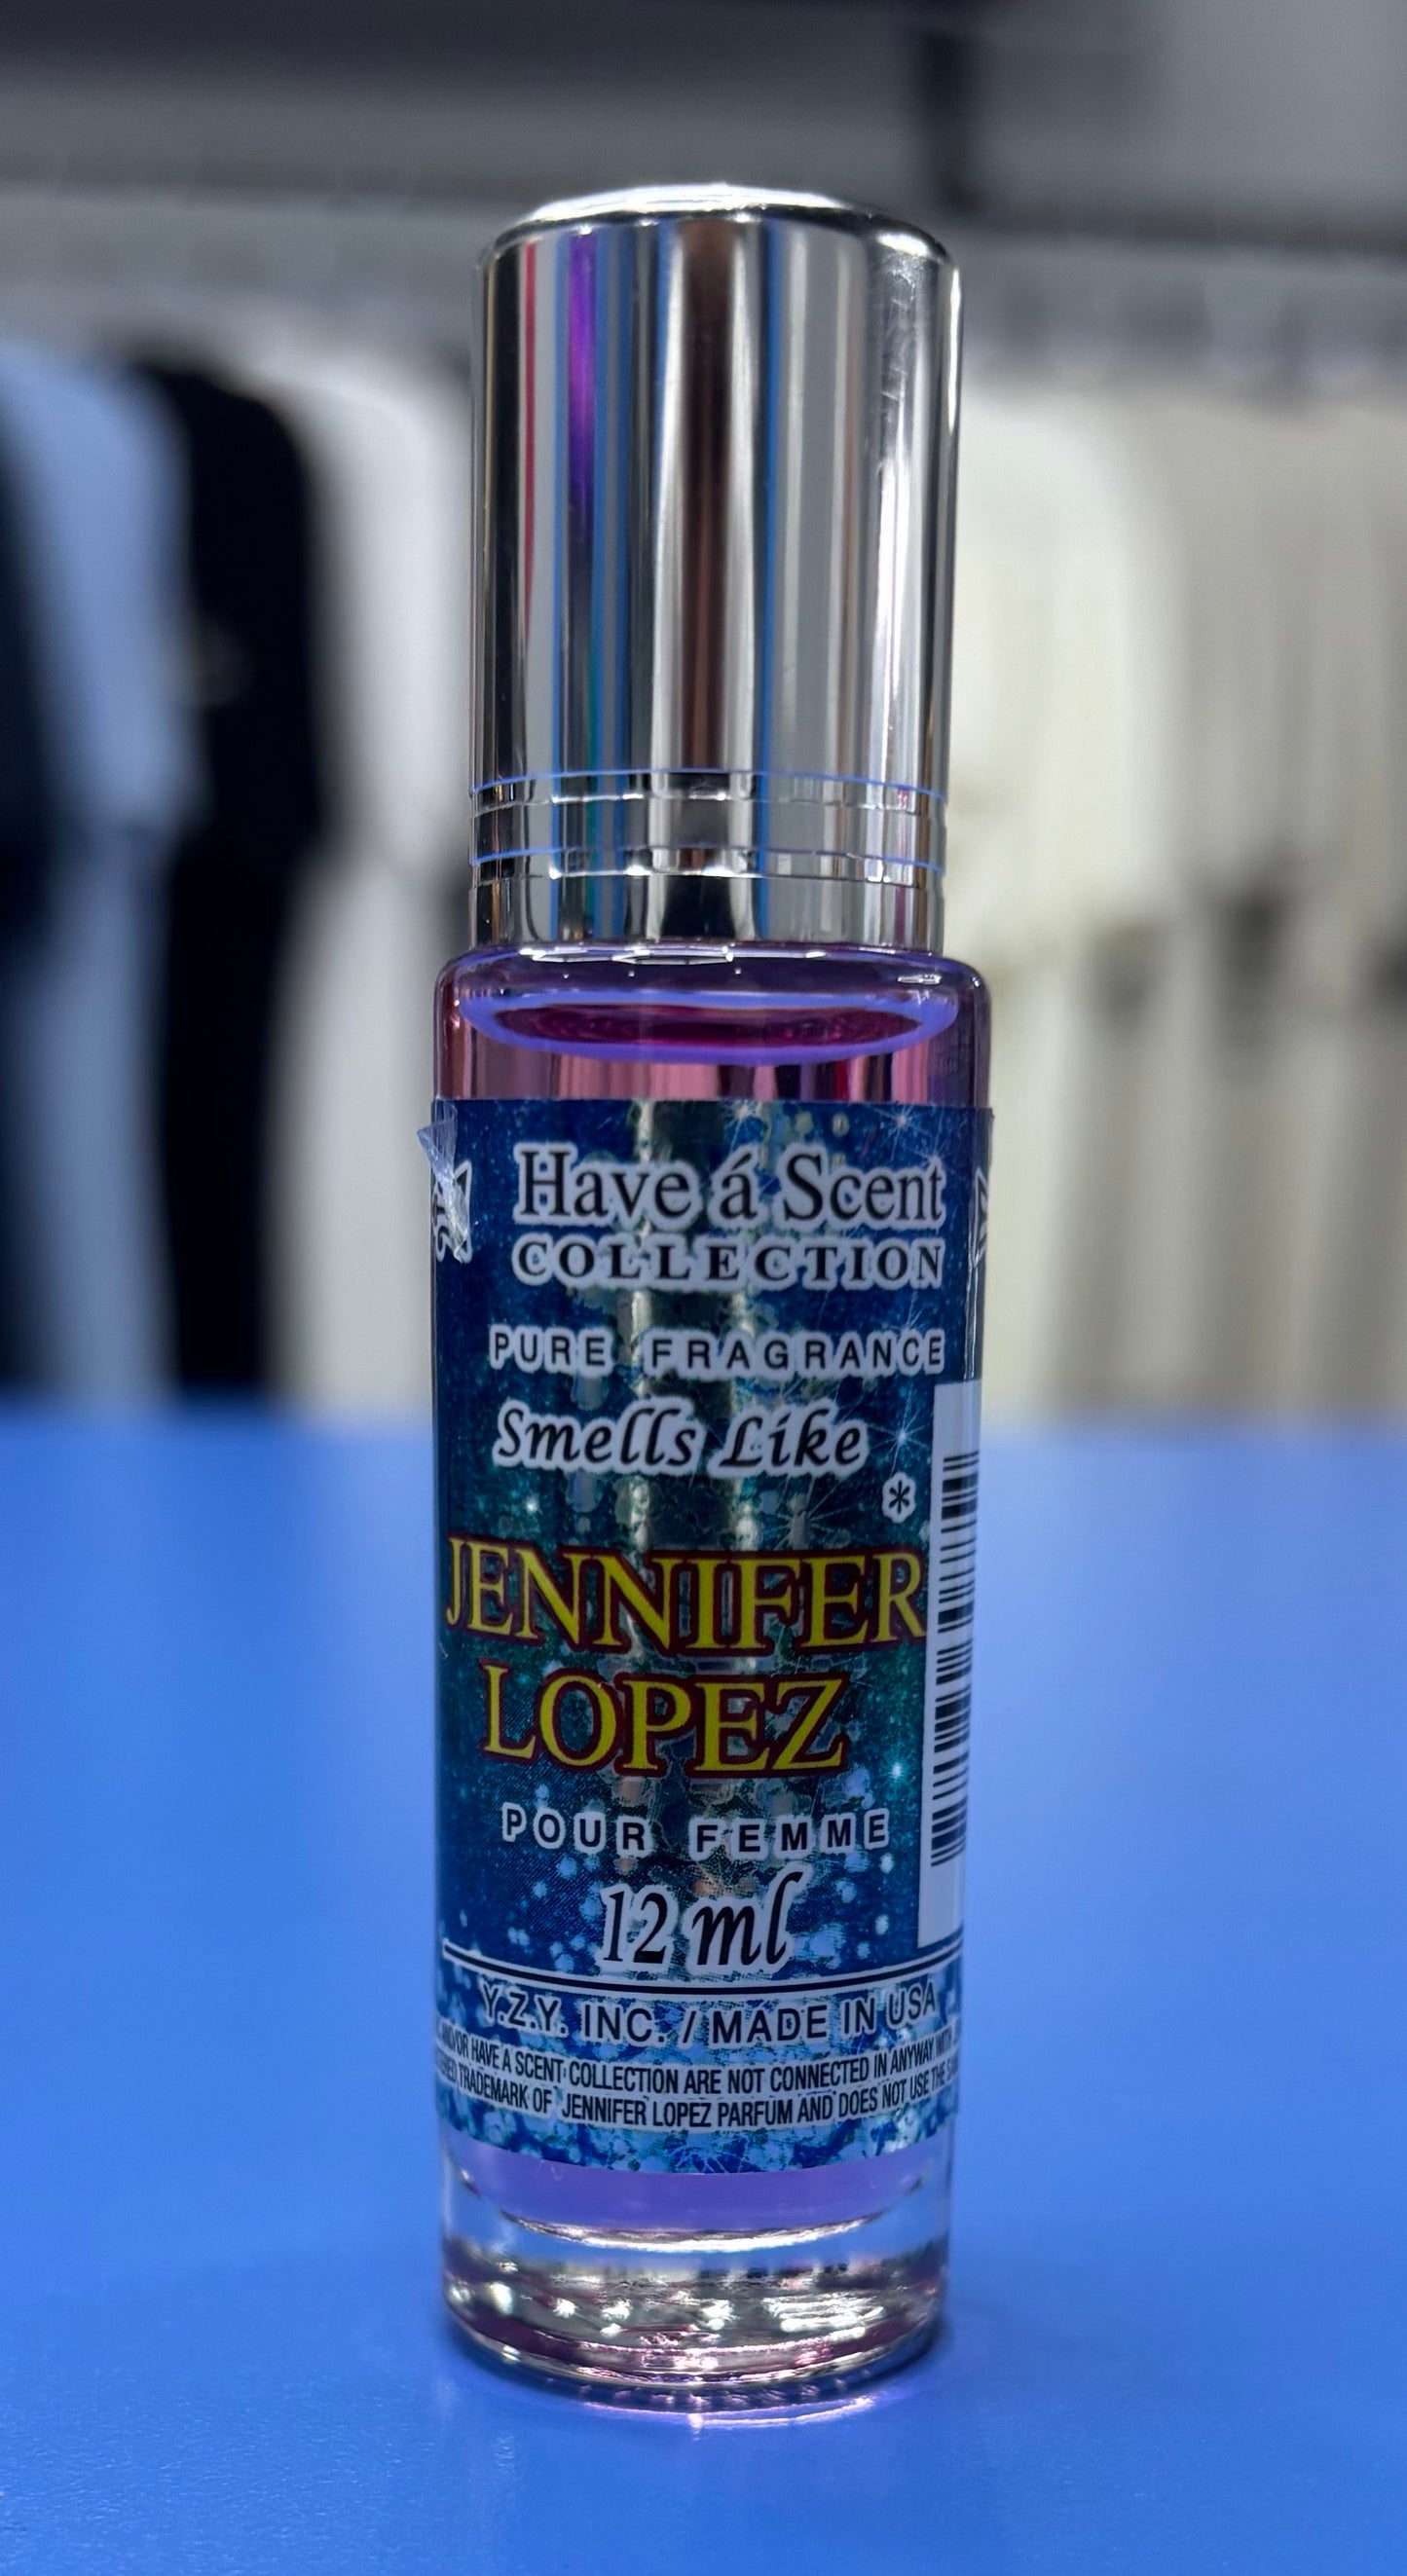 Have á Scent
COLLECTION
PURE FRAGRANCE
Smells Like
*
JENNIFER
LOPEZ
POUR FEMME
12 ml
Y.Z.Y. INC. / MADE IN USA
HAVE A SCENT COLLECTION ARE NOT CONNECTED IN ANYWAY WITH
TRADEMARK OF JENNIFER LOPEZ PARFUM AND DOES NOT USE THE